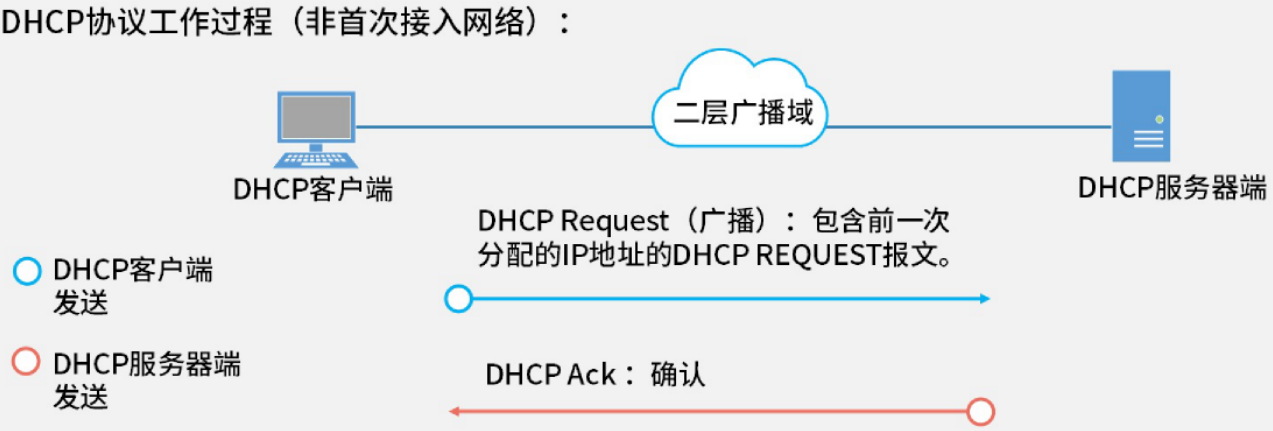 DHCP协议工作过程（非首次接入网络）：
二层广播域
DHCP客户端
DHCP服务器端
DHCP Request（广播）：包含前一次
分配的IP地址的DHCP REQUEST报文。
DHCP客户端
发送
DHCP服务器端
发送
DHCP Ack：确认